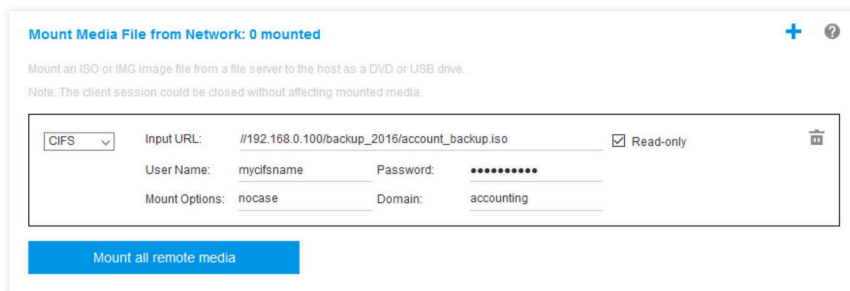 Mount Media File from Network: 0 mounted
Mount an ISO or IMG image file from a file server to the host as a DVD or USB drive.
Note: The client session could be closed without affecting mounted media.
CIFS Input URL: //192.168.0.100/backup_2016/account_backup.iso Read-only
User Name: mycifsname Password: ●●●●●●●●●●
Mount Options: nocase Domain: accounting
Mount all remote media